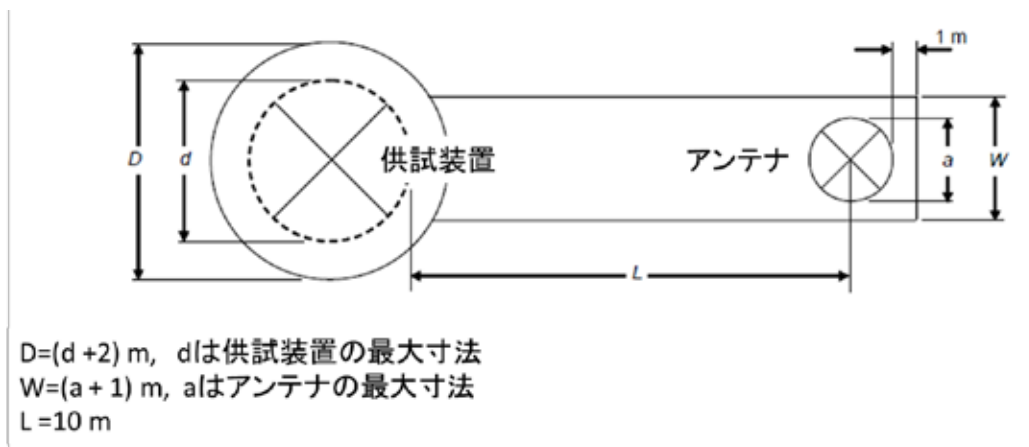 1 m
D
d
供試装置
アンテナ
a
W
L
D=(d +2) m, dは供試装置の最大寸法
W=(a + 1) m, aはアンテナの最大寸法
L =10 m